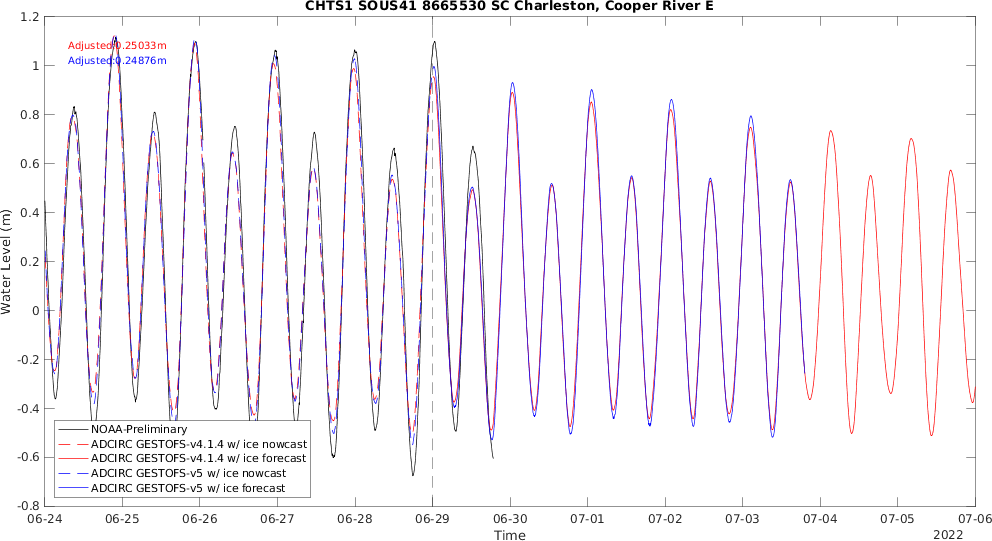 CHTS1 SOUS41 8665530 SC Charleston, Cooper River E
1.2
1
0.8
0.6
0.4
0.2
0
-0.2
-0.4
-0.6
-0.8
Water Level (m)
Adjusted:0.25033m
Adjusted:0.24876m
NOAA-Preliminary
ADCIRC GESTOFS-v4.1.4 w/ ice nowcast
ADCIRC GESTOFS-v4.1.4 w/ ice forecast
ADCIRC GESTOFS-v5 w/ ice nowcast
ADCIRC GESTOFS-v5 w/ ice forecast
06-24 06-25 06-26 06-27 06-28 06-29 06-30 07-01 07-02 07-03 07-04 07-05 07-06
Time
2022